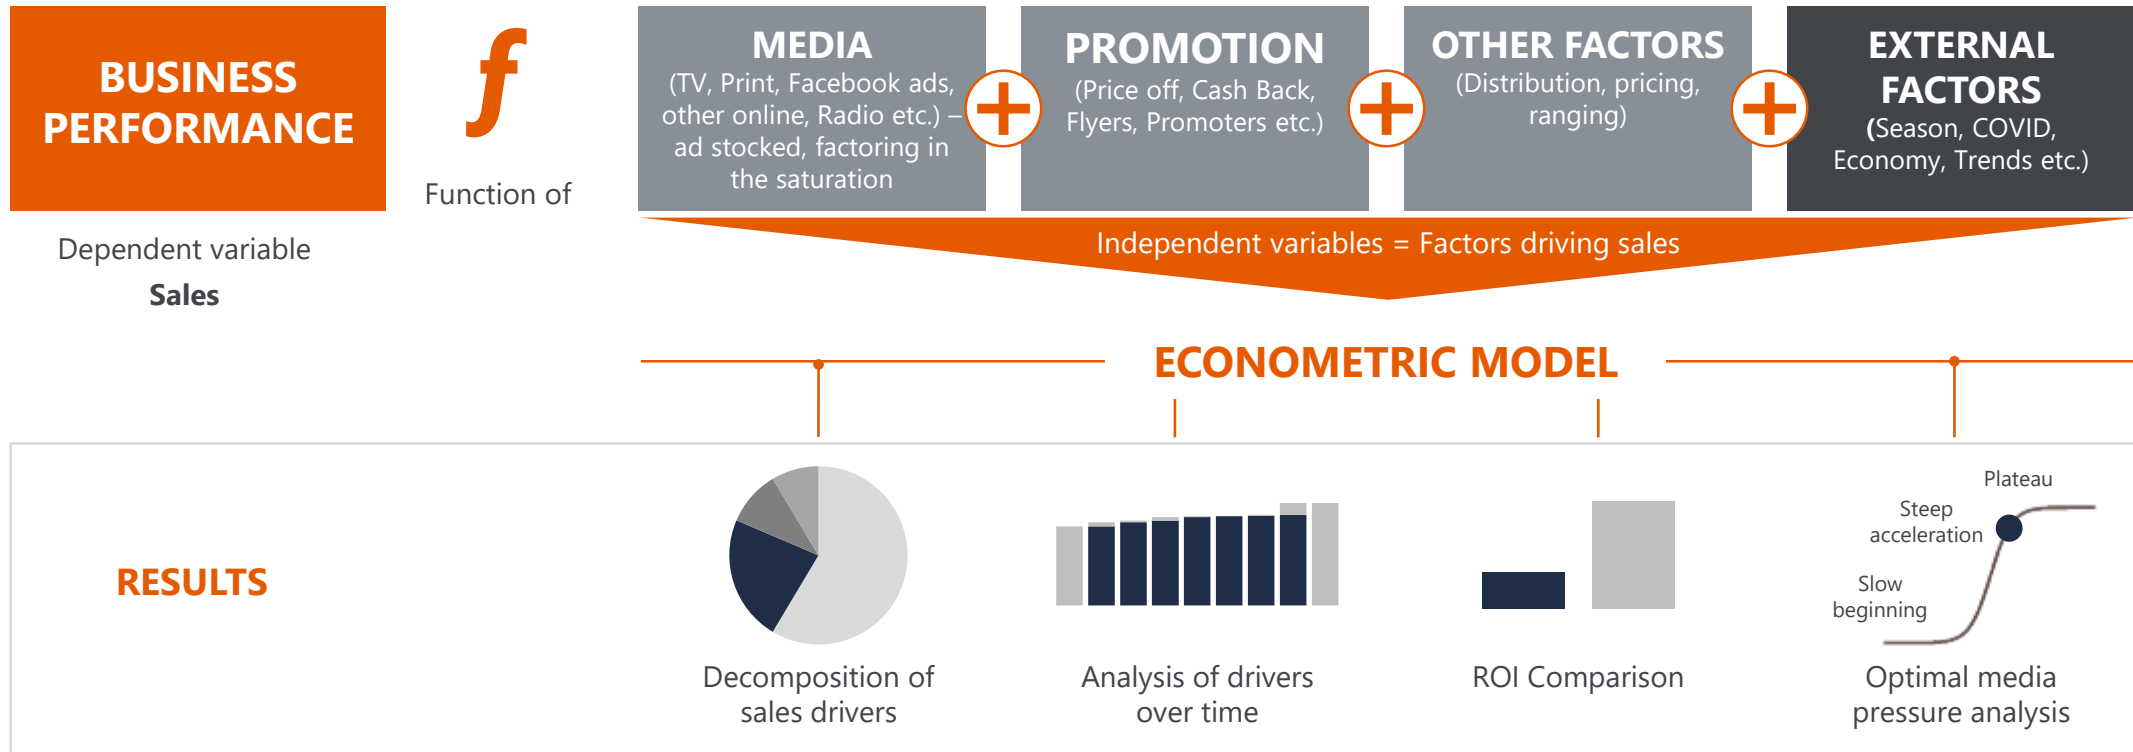 BUSINESS
PERFORMANCE
Dependent variable
Sales
ƒ
Function of
MEDIA
(TV, Print, Facebook ads,
other online, Radio etc.) –
ad stocked, factoring in
the saturation
+
PROMOTION
(Price off, Cash Back,
Flyers, Promoters etc.)
+
OTHER FACTORS
(Distribution, pricing,
ranging)
+
EXTERNAL
FACTORS
(Season, COVID,
Economy, Trends etc.)
Independent variables = Factors driving sales
ECONOMETRIC MODEL
RESULTS
Decomposition of
sales drivers
Analysis of drivers
over time
ROI Comparison
Plateau
Steep
acceleration
Slow
beginning
Optimal media
pressure analysis